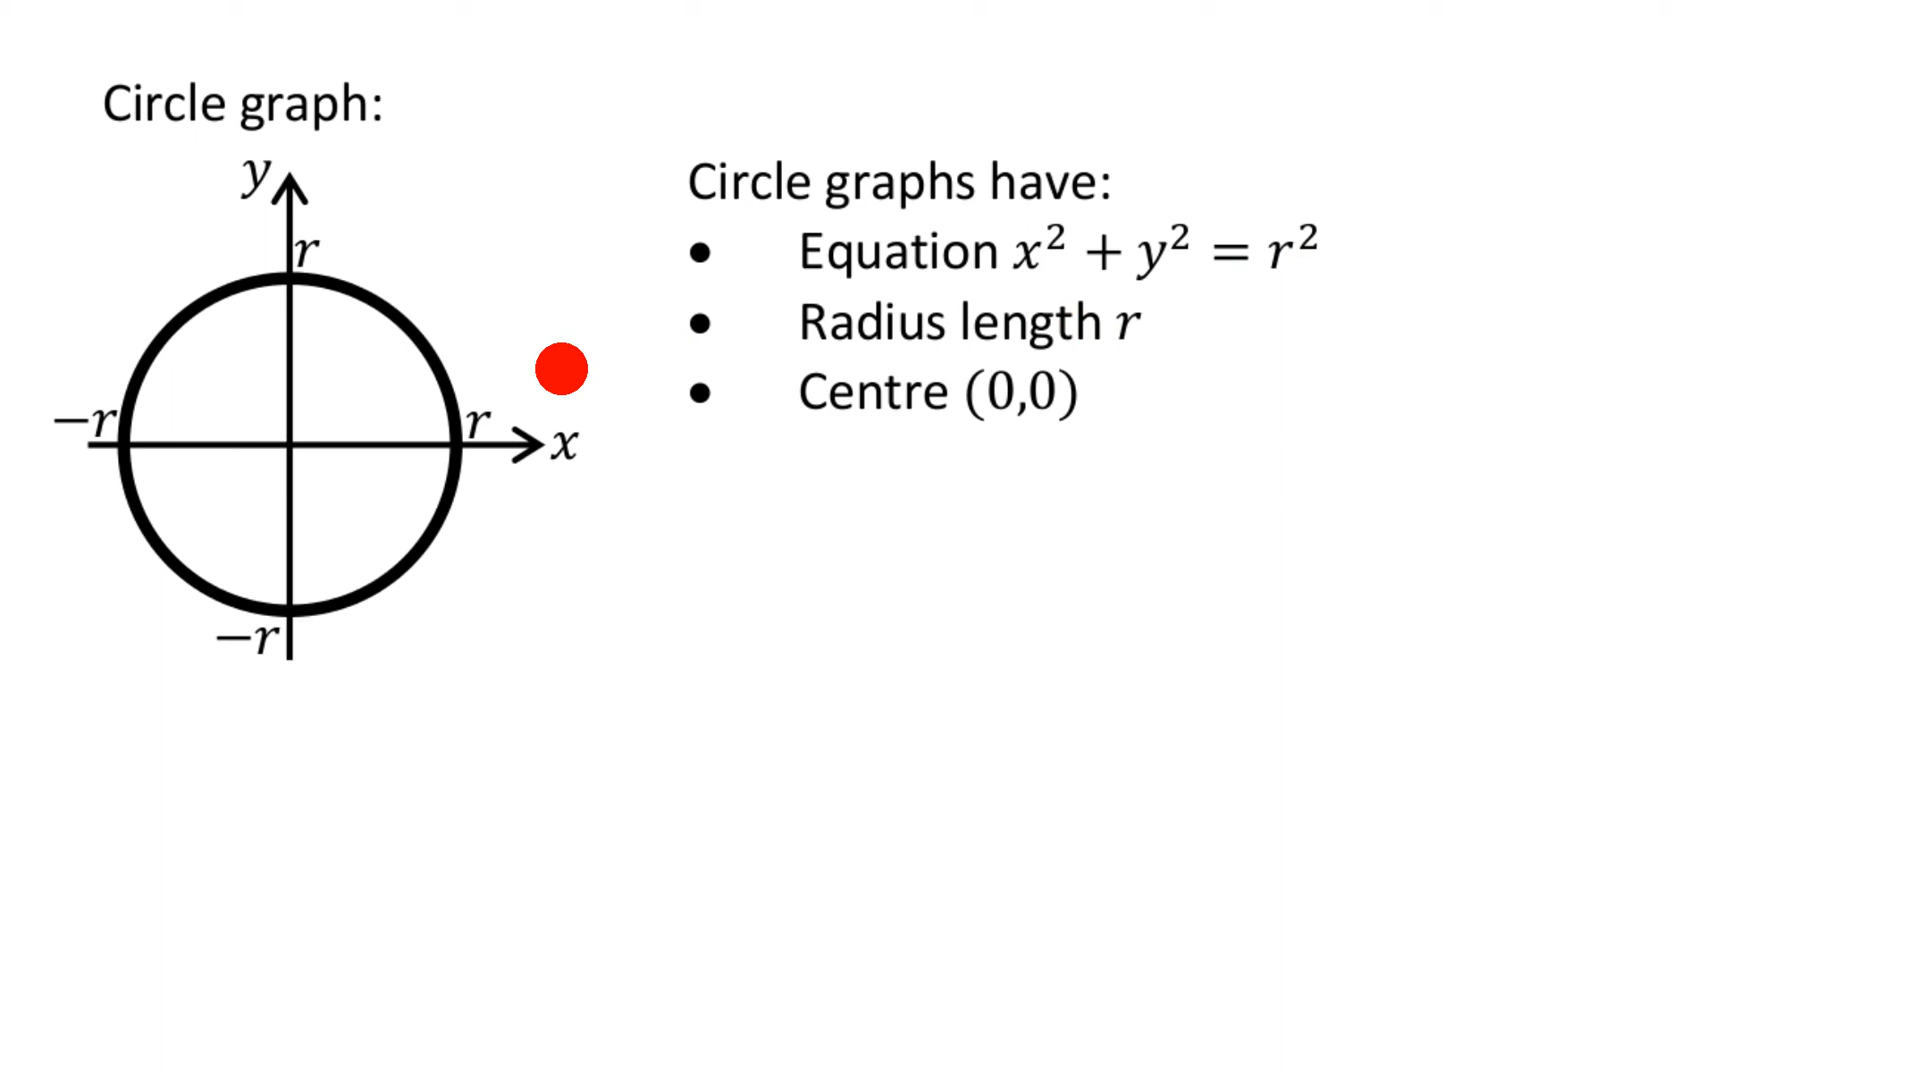 Circle graph:
y
r
−r
r
x
−r
Circle graphs have:
• Equation x² + y² = r²
• Radius length r
• Centre (0,0)